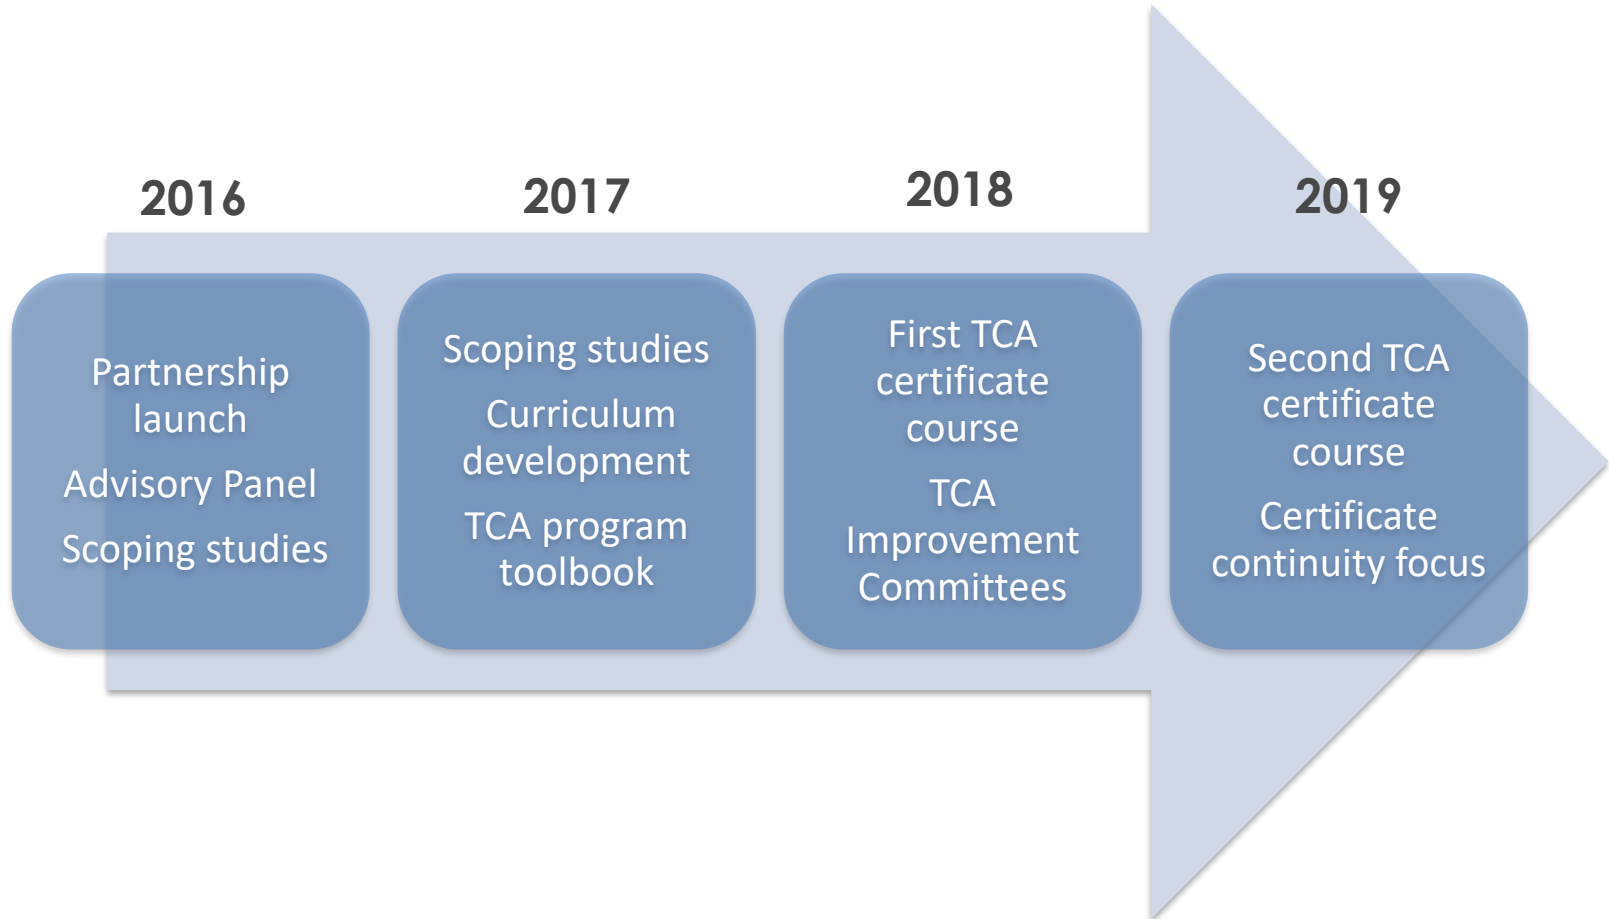 2016
Partnership
launch
Advisory Panel
Scoping studies
2017
Scoping studies
Curriculum
development
TCA program
toolbook
2018
First TCA
certificate
course
TCA
Improvement
Committees
2019
Second TCA
certificate
course
Certificate
continuity focus